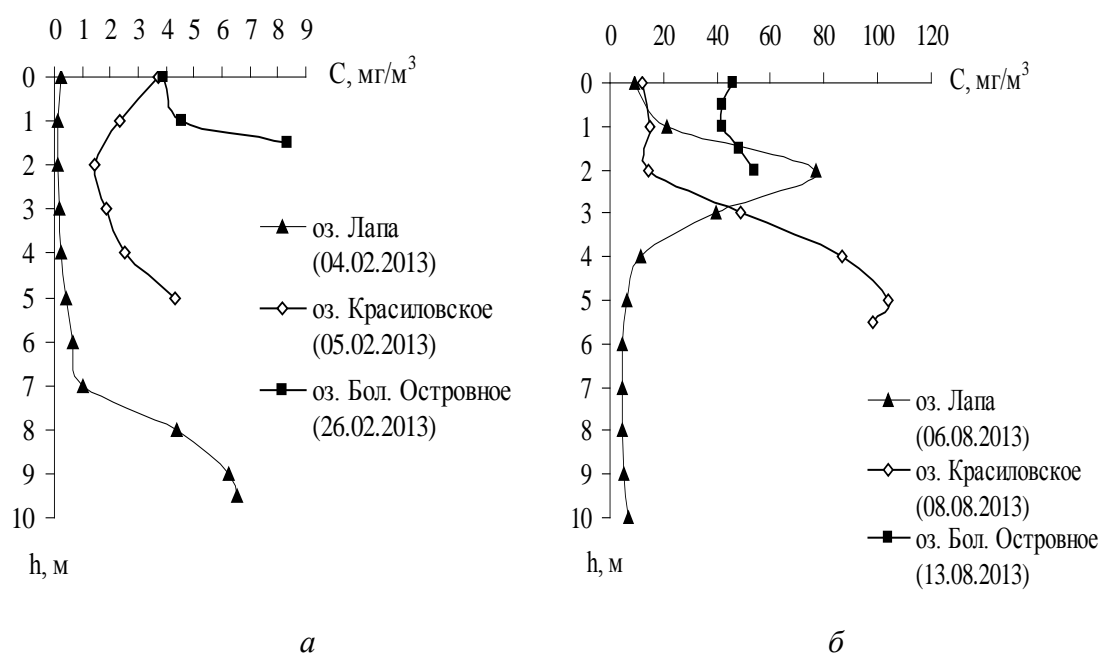 0 1 2 3 4 5 6 7 8 9
C, мг/м³
0
1
2
3
4
5
6
7
8
9
10
h, м
оз. Лапа
(04.02.2013)
оз. Красиловское
(05.02.2013)
оз. Бол. Островное
(26.02.2013)
а
0 20 40 60 80 100 120
C, мг/м³
0
1
2
3
4
5
6
7
8
9
10
h, м
оз. Лапа
(06.08.2013)
оз. Красиловское
(08.08.2013)
оз. Бол. Островное
(13.08.2013)
б